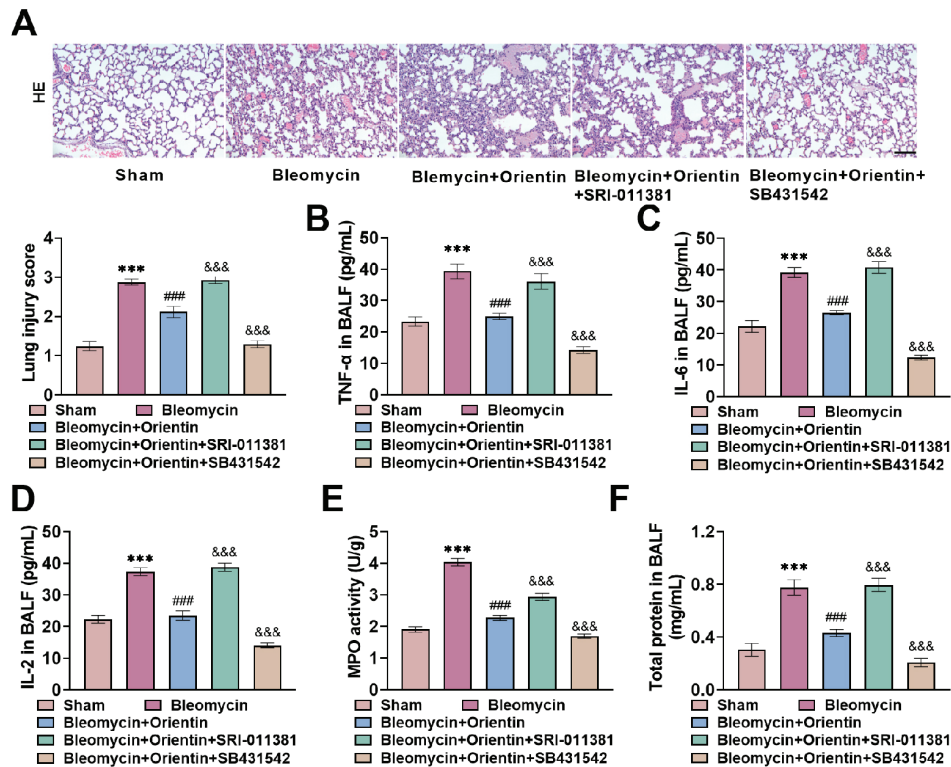 A
HE
Sham
Bleomycin
Blemycin+Orientin
Bleomycin+Orientin
+SRI-011381
Bleomycin+Orientin+
SB431542
Lung injury score
4
3
2
1
0
***
###
&&&
&&&
Sham
Bleomycin
Bleomycin+Orientin
Bleomycin+Orientin+SRI-011381
Bleomycin+Orientin+SB431542
B
TNF-α in BALF (pg/mL)
50
40
30
20
10
0
***
###
&&&
&&&
Sham
Bleomycin
Bleomycin+Orientin
Bleomycin+Orientin+SRI-011381
Bleomycin+Orientin+SB431542
C
IL-6 in BALF (pg/mL)
50
40
30
20
10
0
***
###
&&&
&&&
Sham
Bleomycin
Bleomycin+Orientin
Bleomycin+Orientin+SRI-011381
Bleomycin+Orientin+SB431542
D
IL-2 in BALF (pg/mL)
50
40
30
20
10
0
***
###
&&&
&&&
Sham
Bleomycin
Bleomycin+Orientin
Bleomycin+Orientin+SRI-011381
Bleomycin+Orientin+SB431542
E
MPO activity (U/g)
5
4
3
2
1
0
***
###
&&&
&&&
Sham
Bleomycin
Bleomycin+Orientin
Bleomycin+Orientin+SRI-011381
Bleomycin+Orientin+SB431542
F
Total protein in BALF
(mg/mL)
1.2
0.8
0.4
0.0
***
###
&&&
&&&
Sham
Bleomycin
Bleomycin+Orientin
Bleomycin+Orientin+SRI-011381
Bleomycin+Orientin+SB431542